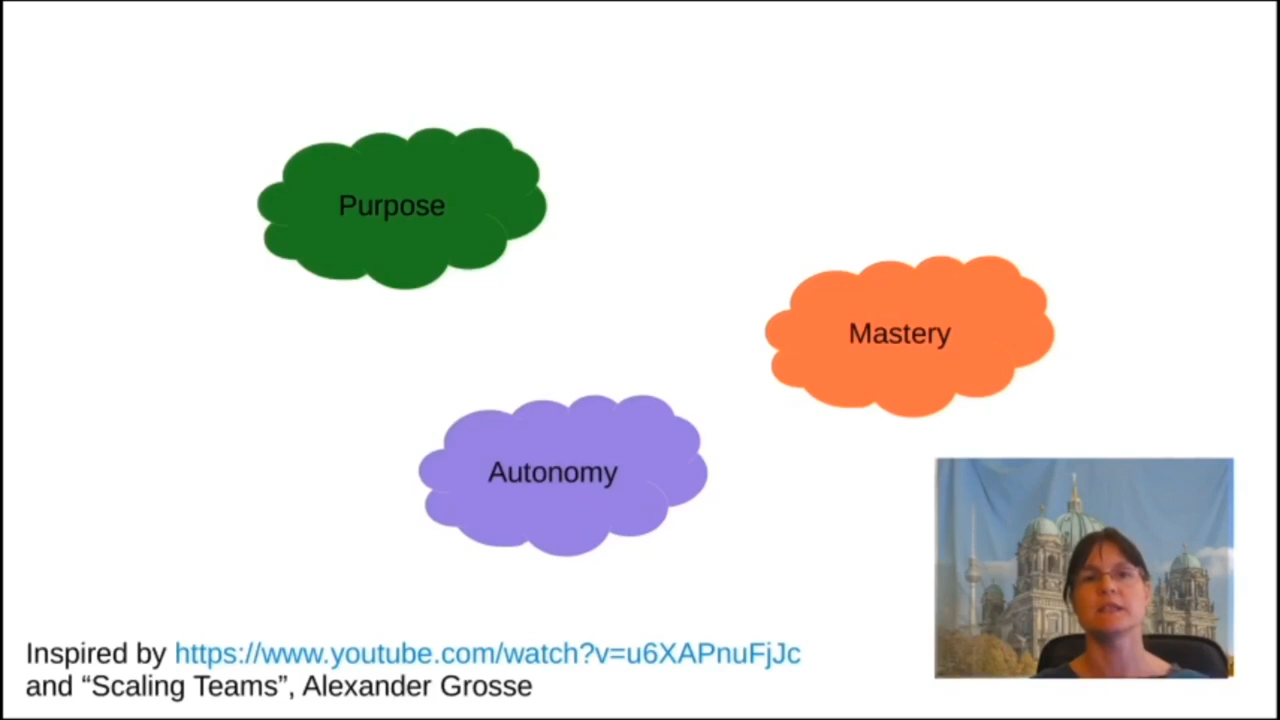 Purpose
Mastery
Autonomy
Inspired by https://www.youtube.com/watch?v=u6XAPnuFjJc
and “Scaling Teams”, Alexander Grosse